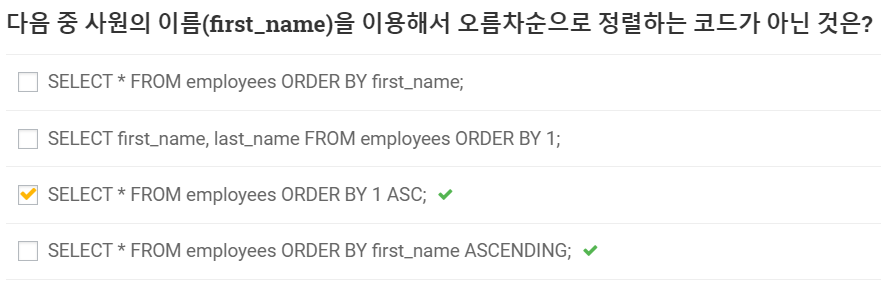 다음 중 사원의 이름(first_name)을 이용해서 오름차순으로 정렬하는 코드가 아닌 것은?
SELECT * FROM employees ORDER BY first_name;
SELECT first_name, last_name FROM employees ORDER BY 1;
SELECT * FROM employees ORDER BY 1 ASC;
SELECT * FROM employees ORDER BY first_name ASCENDING;